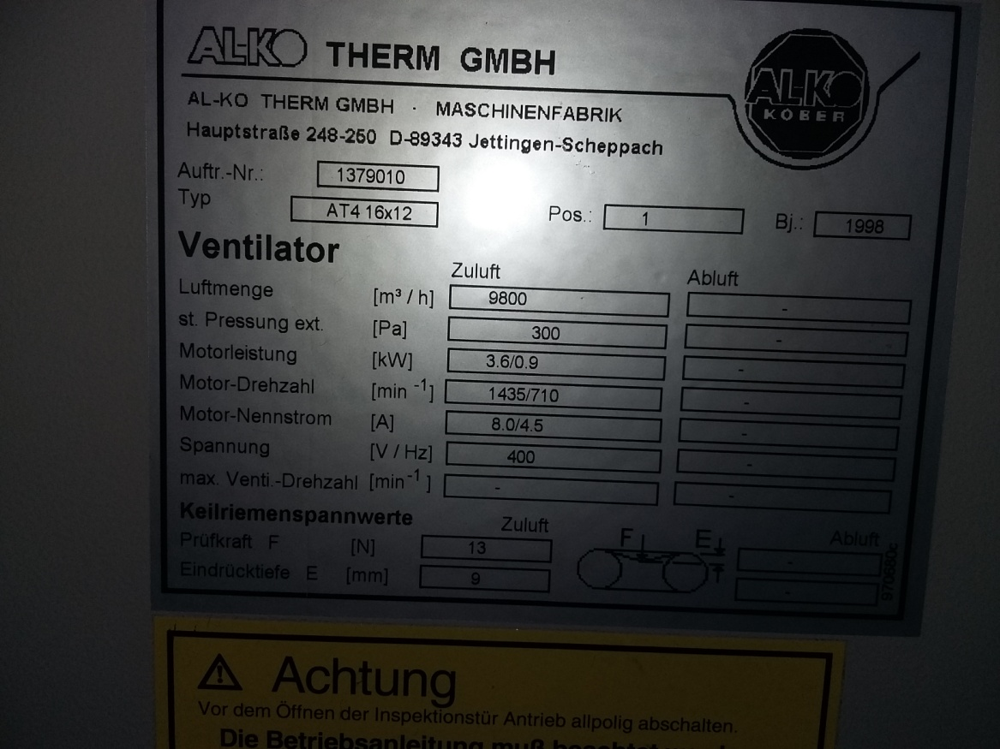 AL-KO THERM GMBH
AL-KO KOBER
AL-KO THERM GMBH · MASCHINENFABRIK
Hauptstraße 248-250 D-89343 Jettingen-Scheppach
Auftr.-Nr.: 1379010
Typ AT4 16x12 Pos.: 1 Bj.: 1998
Ventilator
Zuluft Abluft
Luftmenge [m³ / h] 9800 -
st. Pressung ext. [Pa] 300 -
Motorleistung [kW] 3.6/0.9 -
Motor-Drehzahl [min -1] 1435/710 -
Motor-Nennstrom [A] 8.0/4.5 -
Spannung [V / Hz] 400 -
max. Venti.-Drehzahl [min-1 ] - -
Keilriemenspannwerte Zuluft Abluft
Prüfkraft F [N] 13 F E -
Eindrücktiefe E [mm] 9 -
970680c
Achtung
Vor dem Öffnen der Inspektionstür Antrieb allpolig abschalten.
Die Betriebsanleitung muß